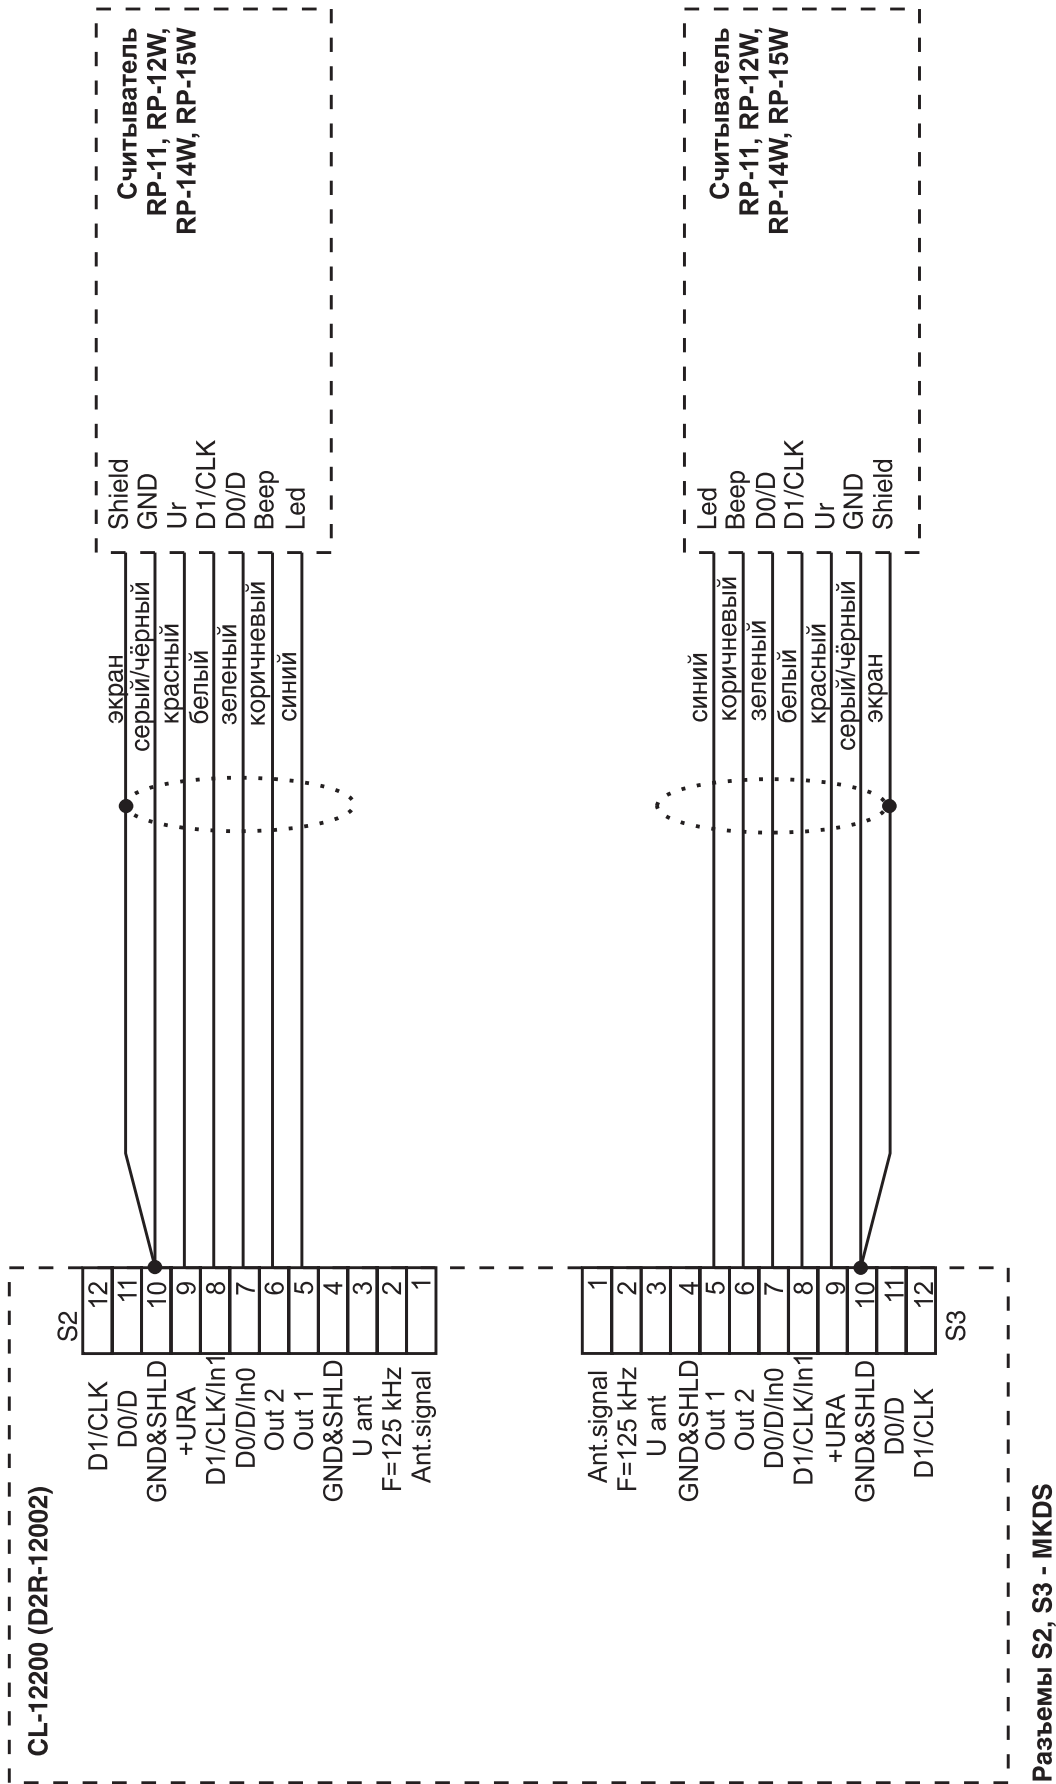 CL-12200 (D2R-12002)
S2
D1/CLK 12
D0/D 11
GND&SHLD 10
+URA 9
D1/CLK/In1 8
D0/D/In0 7
Out 2 6
Out 1 5
GND&SHLD 4
U ant 3
F=125 kHz 2
Ant.signal 1
экран
серый/чёрный
красный
белый
зеленый
коричневый
синий
Shield
GND
Ur
D1/CLK
D0/D
Beep
Led
Считыватель
RP-11, RP-12W,
RP-14W, RP-15W
Ant.signal 1
F=125 kHz 2
U ant 3
GND&SHLD 4
Out 1 5
Out 2 6
D0/D/In0 7
D1/CLK/In1 8
+URA 9
GND&SHLD 10
D0/D 11
D1/CLK 12
S3
синий
коричневый
зеленый
белый
красный
серый/чёрный
экран
Led
Beep
D0/D
D1/CLK
Ur
GND
Shield
Считыватель
RP-11, RP-12W,
RP-14W, RP-15W
Разъемы S2, S3 - MKDS